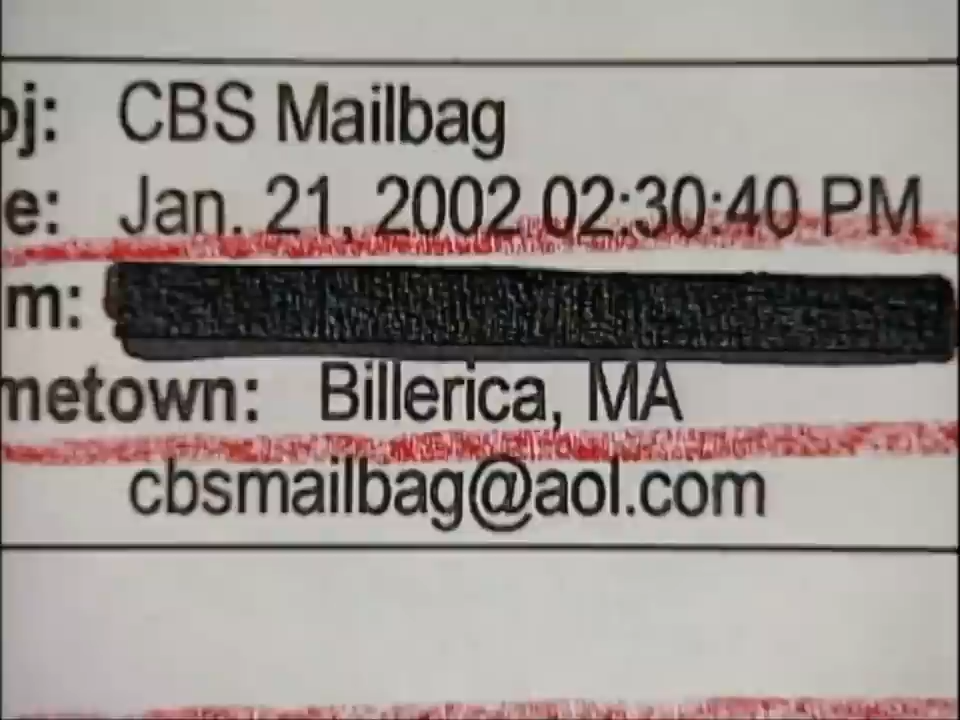 bj: CBS Mailbag
e: Jan. 21, 2002 02:30:40 PM
m:
metown: Billerica, MA
cbsmailbag@aol.com